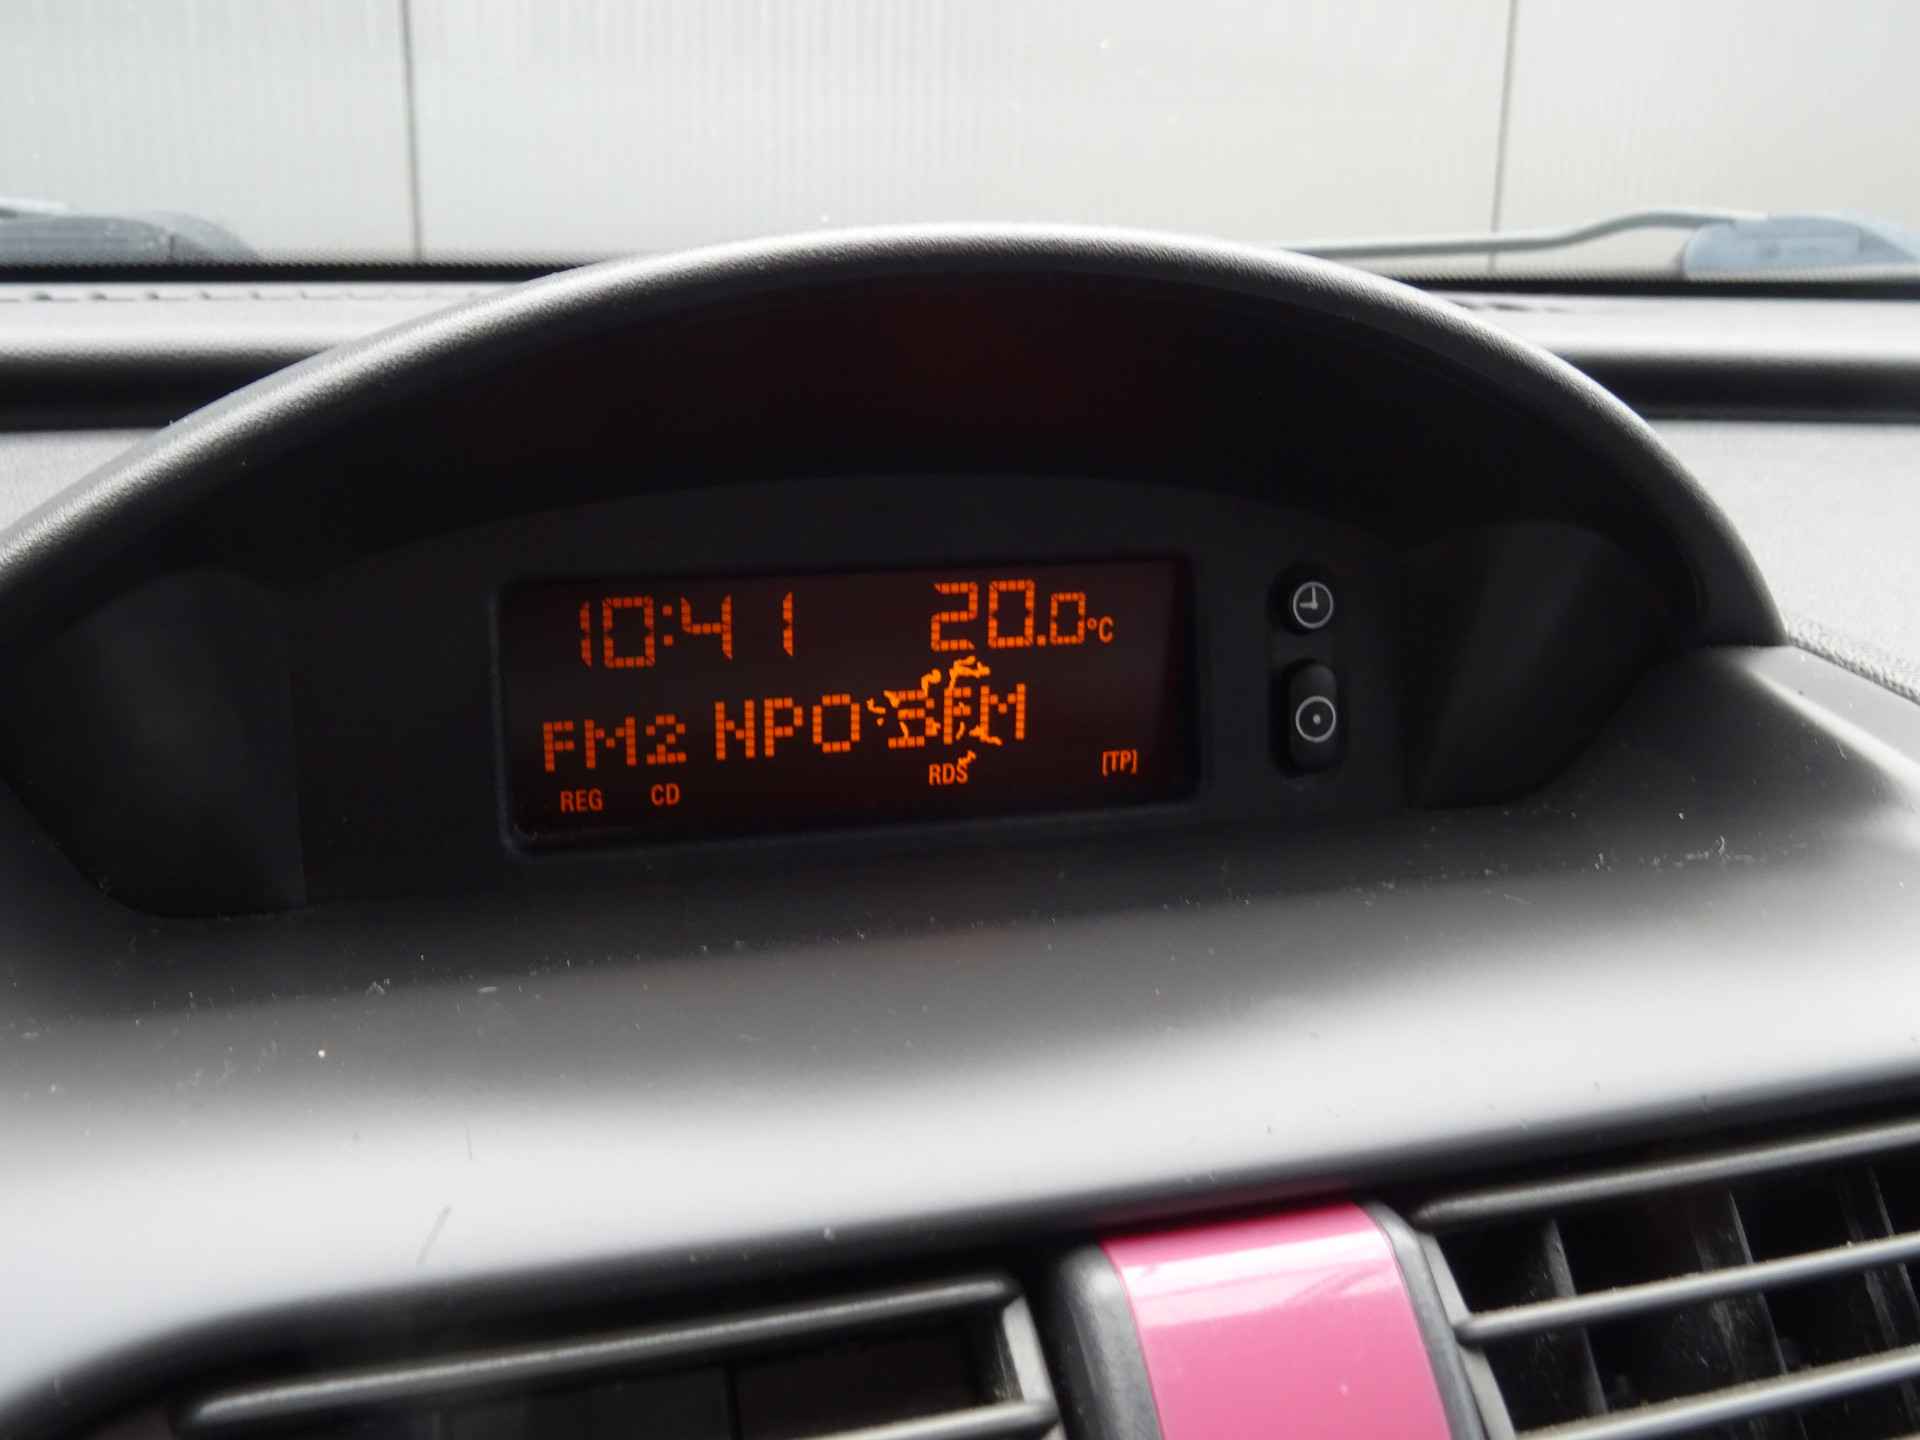 10:41 20.0°C
FM2 NPO 3FM
REG CD RDS [TP]